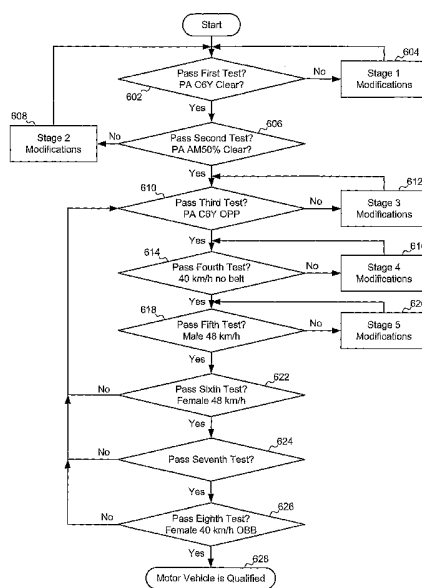 Start
604
Pass First Test?
PA C6Y Clear?
No
Stage 1
Modifications
602
Yes
608
606
Stage 2
Modifications
No
Pass Second Test?
PA AM50% Clear?
Yes
610
612
Pass Third Test?
PA C6Y OPP
No
Stage 3
Modifications
Yes
614
616
Pass Fourth Test?
40 km/h no belt
No
Stage 4
Modifications
Yes
618
620
Pass Fifth Test?
Male 48 km/h
No
Stage 5
Modifications
Yes
622
No
Pass Sixth Test?
Female 48 km/h
Yes
624
No
Pass Seventh Test?
Yes
626
No
Pass Eighth Test?
Female 40 km/h OBB
Yes
628
Motor Vehicle is Qualified